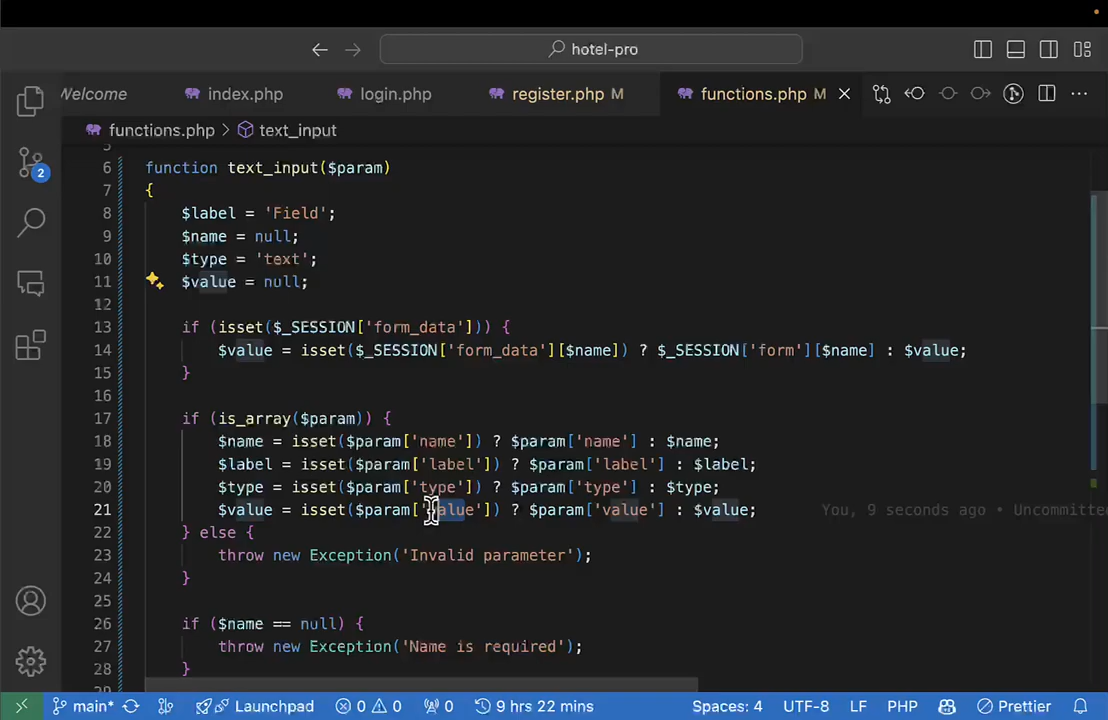 hotel-pro
Welcome index.php login.php register.php M functions.php M
functions.php > text_input
5
6 function text_input($param)
7 {
8 $label = 'Field';
9 $name = null;
10 $type = 'text';
11 $value = null;
12
13 if (isset($_SESSION['form_data'])) {
14 $value = isset($_SESSION['form_data'][$name]) ? $_SESSION['form'][$name] : $value;
15 }
16
17 if (is_array($param)) {
18 $name = isset($param['name']) ? $param['name'] : $name;
19 $label = isset($param['label']) ? $param['label'] : $label;
20 $type = isset($param['type']) ? $param['type'] : $type;
21 $value = isset($param['value']) ? $param['value'] : $value; You, 9 seconds ago • Uncommitted
22 } else {
23 throw new Exception('Invalid parameter');
24 }
25
26 if ($name == null) {
27 throw new Exception('Name is required');
28 }
29
2
main* Launchpad 0 0 0 9 hrs 22 mins Spaces: 4 UTF-8 LF PHP Prettier